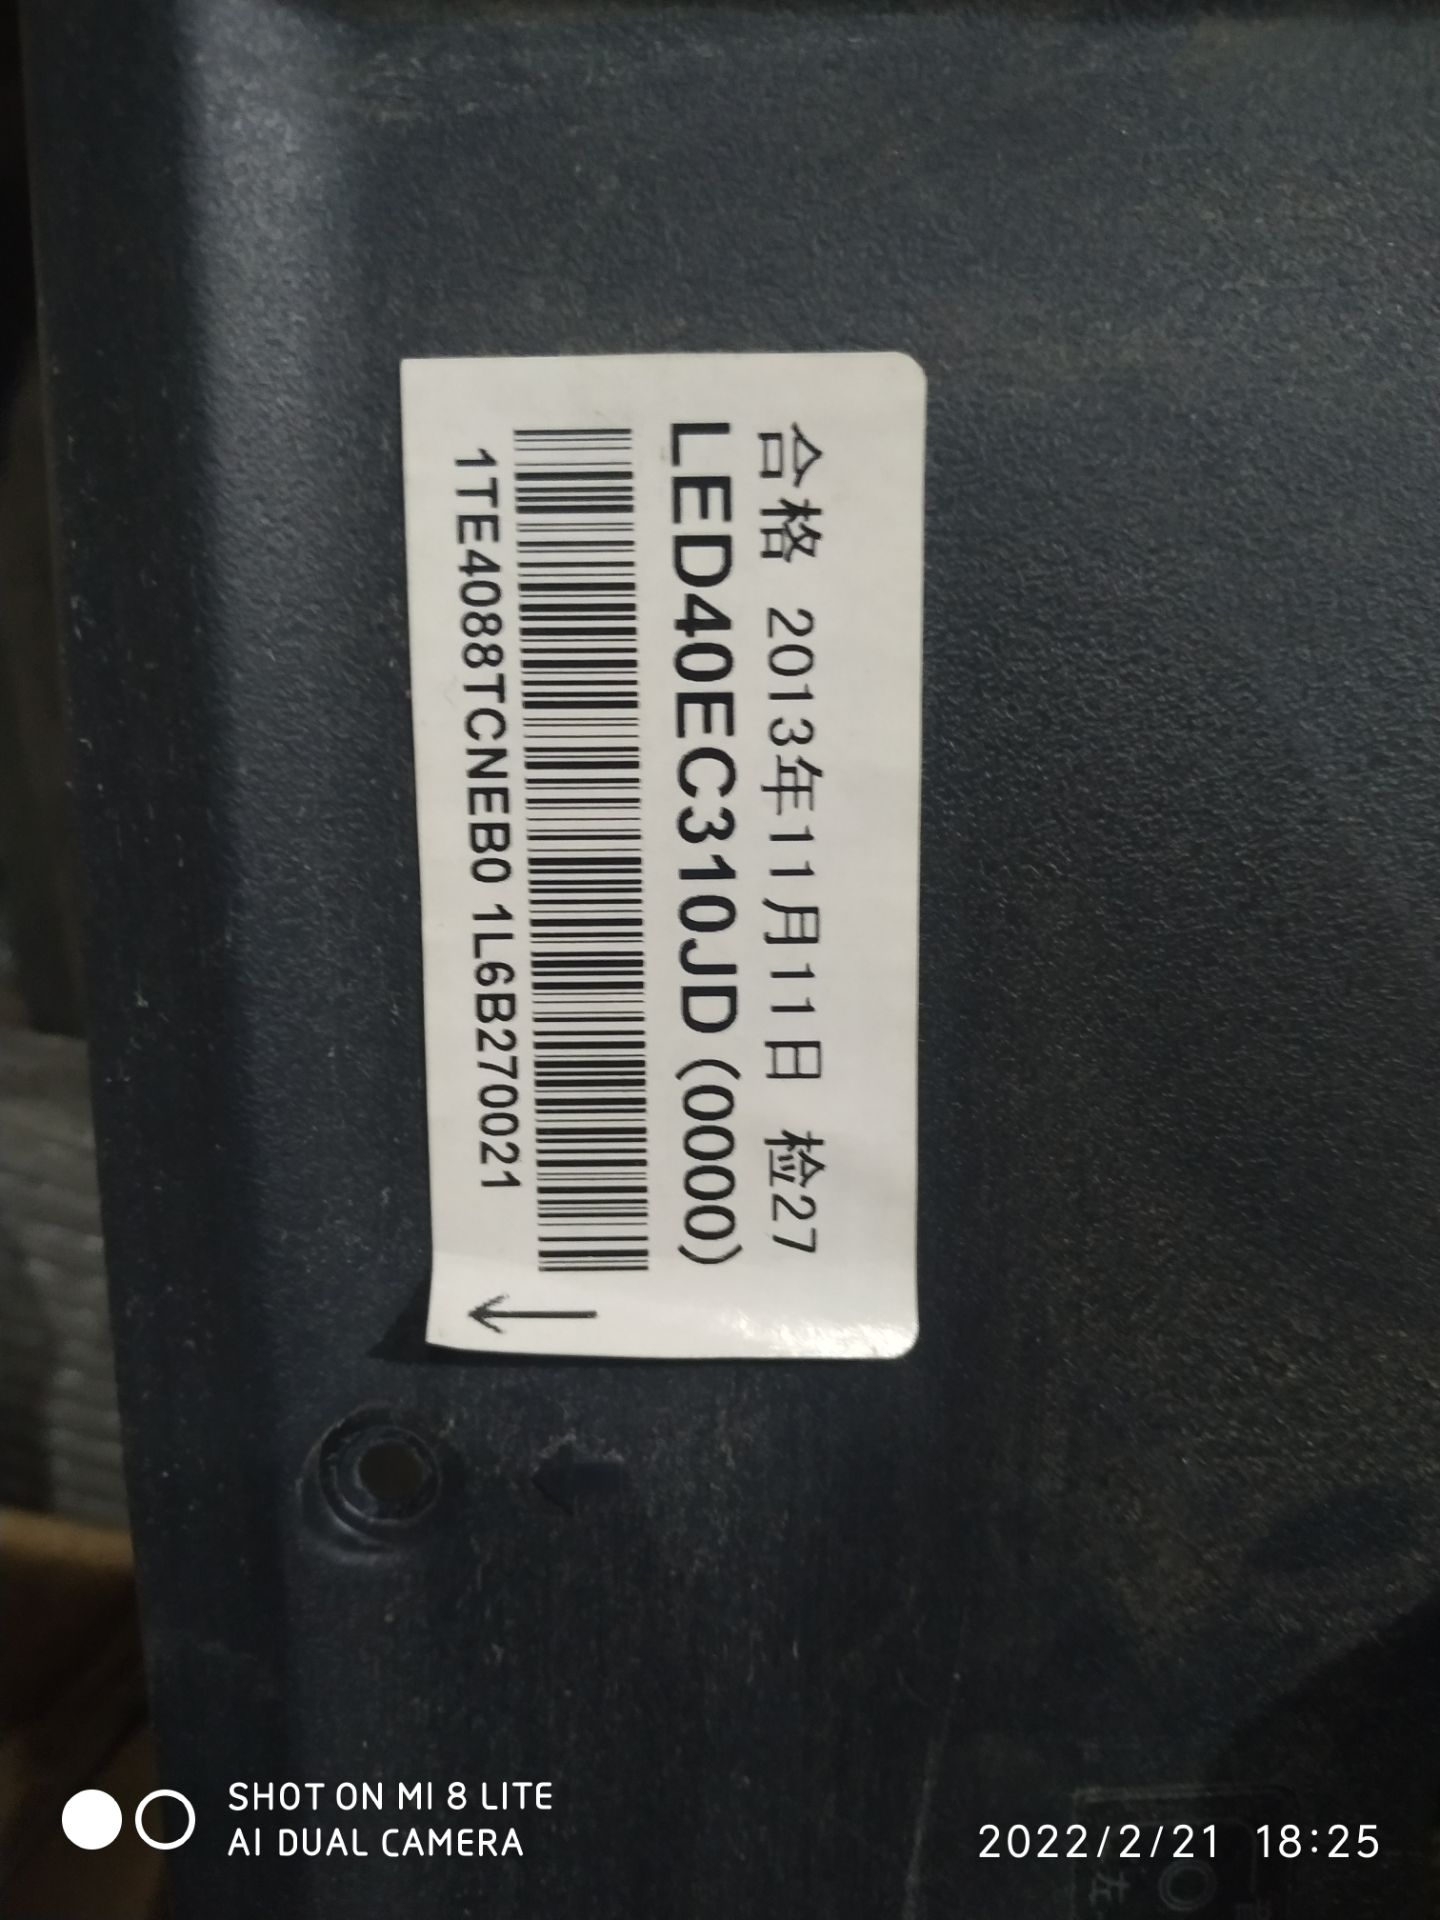 合格 2013年11月11日 检27
LED40EC310JD (0000)
1TE4088TCNEB0 1L6B270021
SHOT ON MI 8 LITE
AI DUAL CAMERA
2022/2/21 18:25